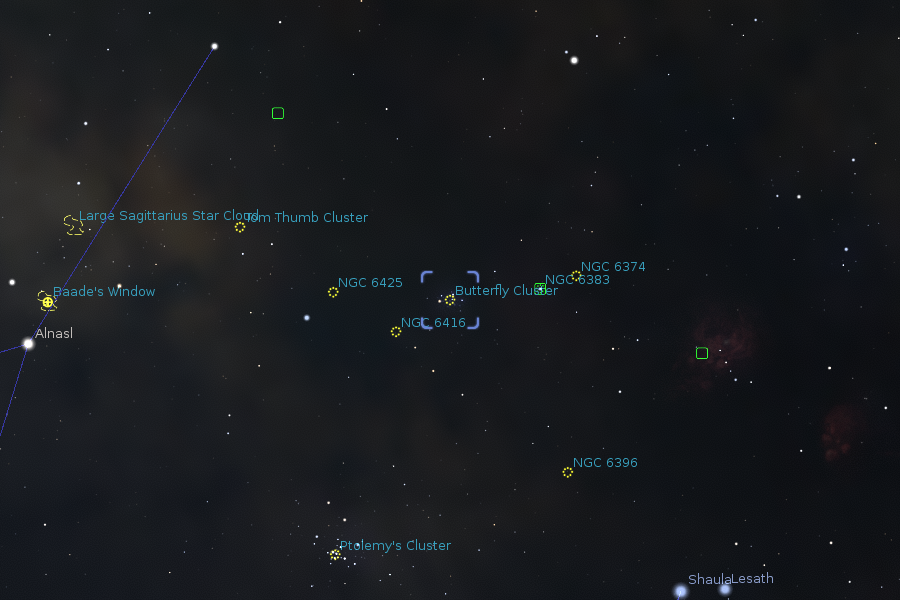 Large Sagittarius Star Cloud
Tom Thumb Cluster
NGC 6374
NGC 6383
NGC 6425
Butterfly Cluster
Baade's Window
NGC 6416
Alnasl
NGC 6396
Ptolemy's Cluster
Shaula
Lesath